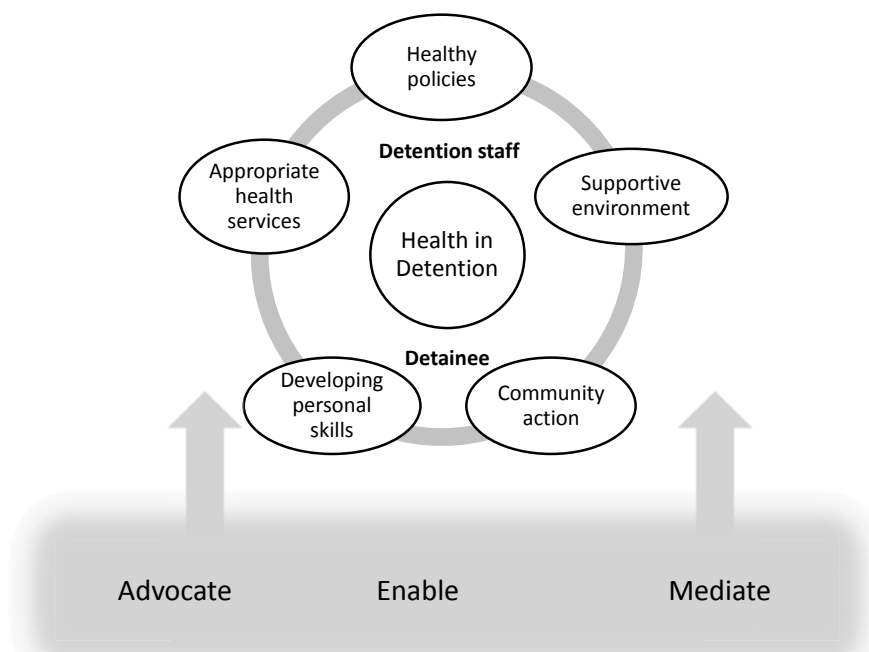 Healthy
policies
Detention staff
Appropriate
health
services
Supportive
environment
Health in
Detention
Detainee
Developing
personal
skills
Community
action
Advocate
Enable
Mediate